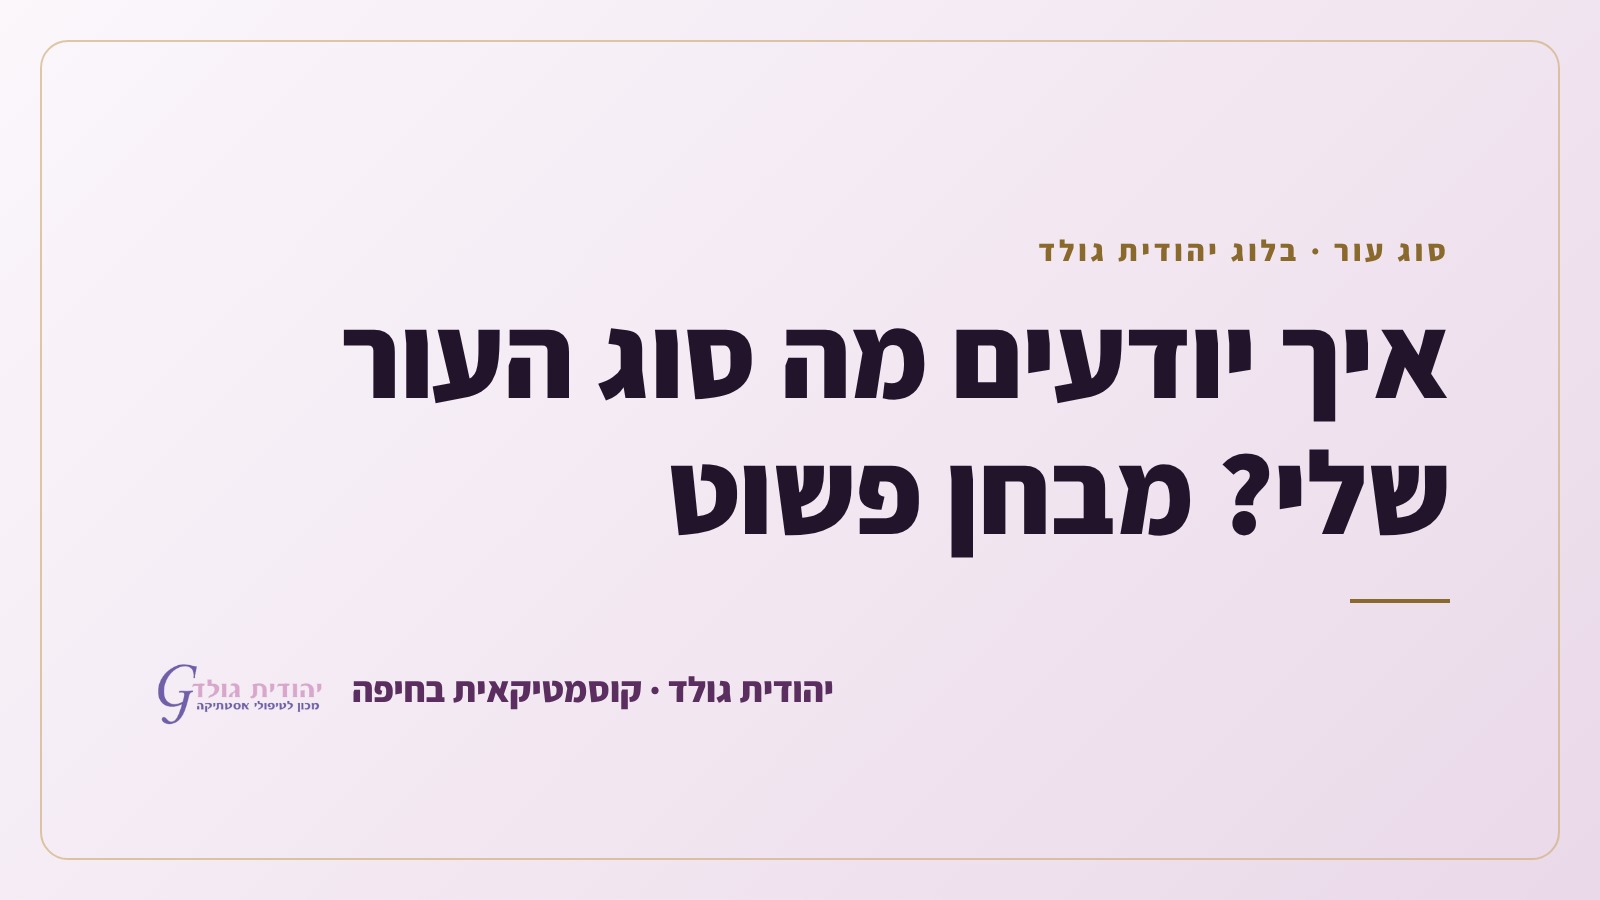 סוג עור · בלוג יהודית גולד
איך יודעים מה סוג העור
שלי? מבחן פשוט
יהודית גולד · קוסמטיקאית בחיפה
יהודית גולד G
מכון לטיפולי אסטתיקה